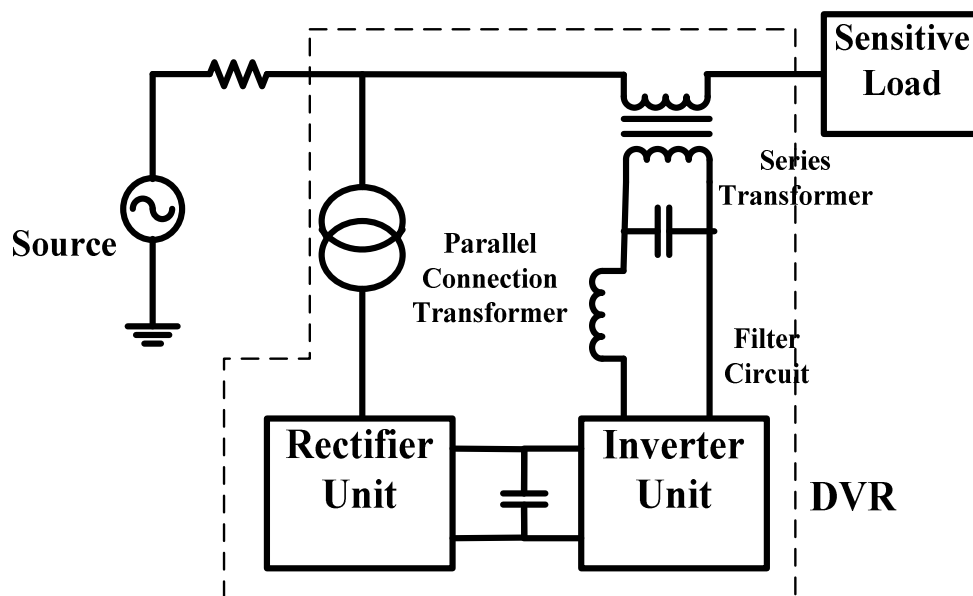 Sensitive
Load
Series
Transformer
Source
Parallel
Connection
Transformer
Filter
Circuit
Rectifier
Unit
Inverter
Unit
DVR